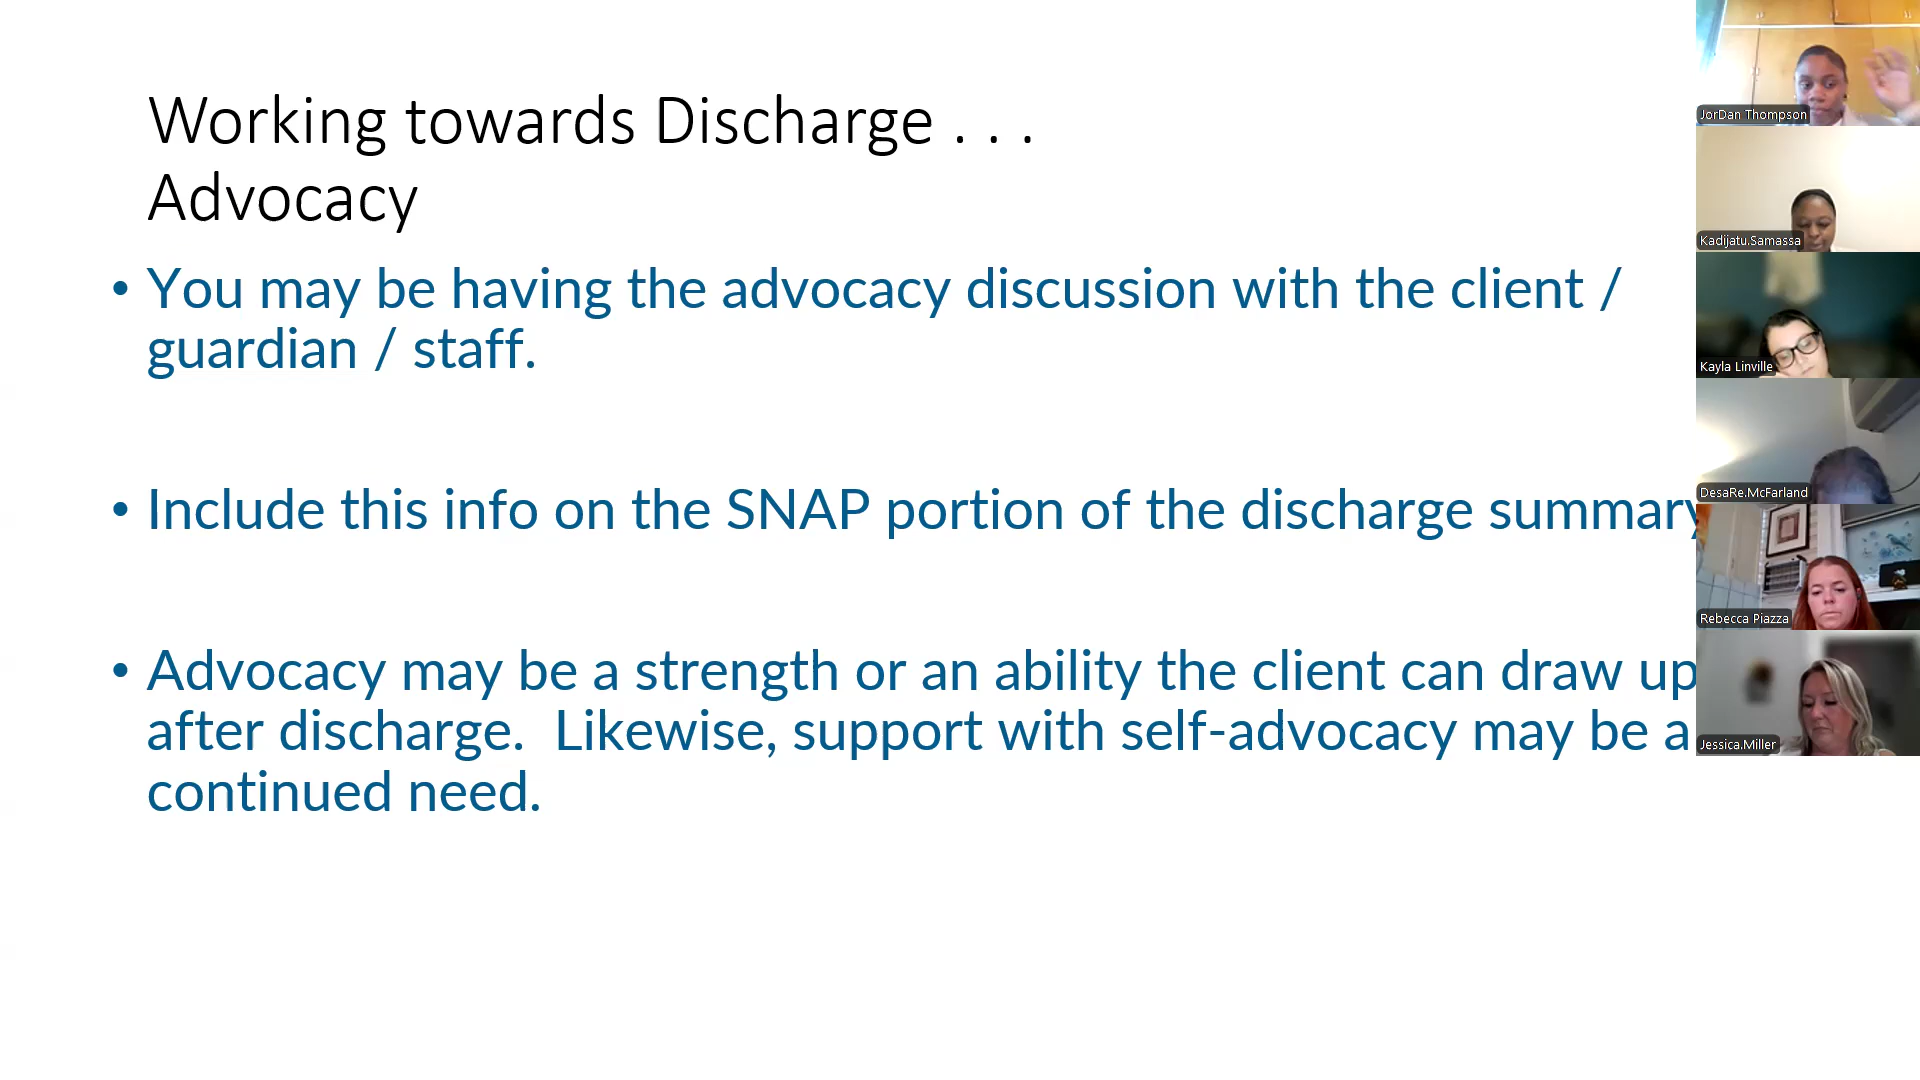 Working towards Discharge . . .
Advocacy
• You may be having the advocacy discussion with the client /
guardian / staff.
• Include this info on the SNAP portion of the discharge summary
• Advocacy may be a strength or an ability the client can draw up
after discharge.  Likewise, support with self-advocacy may be a
continued need.
JorDan Thompson
Kadijatu.Samassa
Kayla Linville
DesaRe.McFarland
Rebecca Piazza
Jessica.Miller